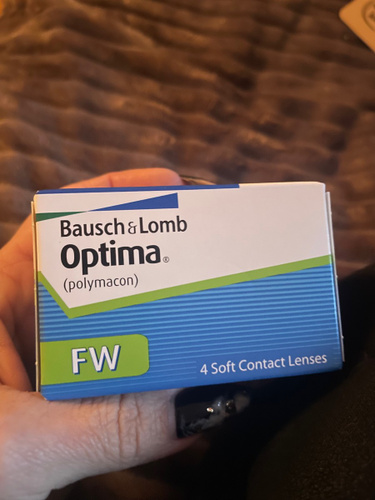 Bausch & Lomb
Optima®
(polymacon)
FW
4 Soft Contact Lenses